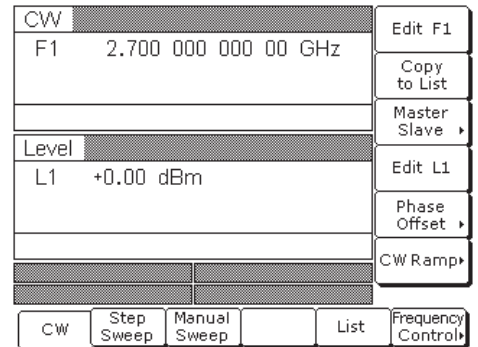 CW
F1 2.700 000 000 00 GHz
Level
L1 +0.00 dBm
Edit F1
Copy
to List
Master
Slave
Edit L1
Phase
Offset
CW Ramp
CW
Step
Sweep
Manual
Sweep
List
Frequency
Control